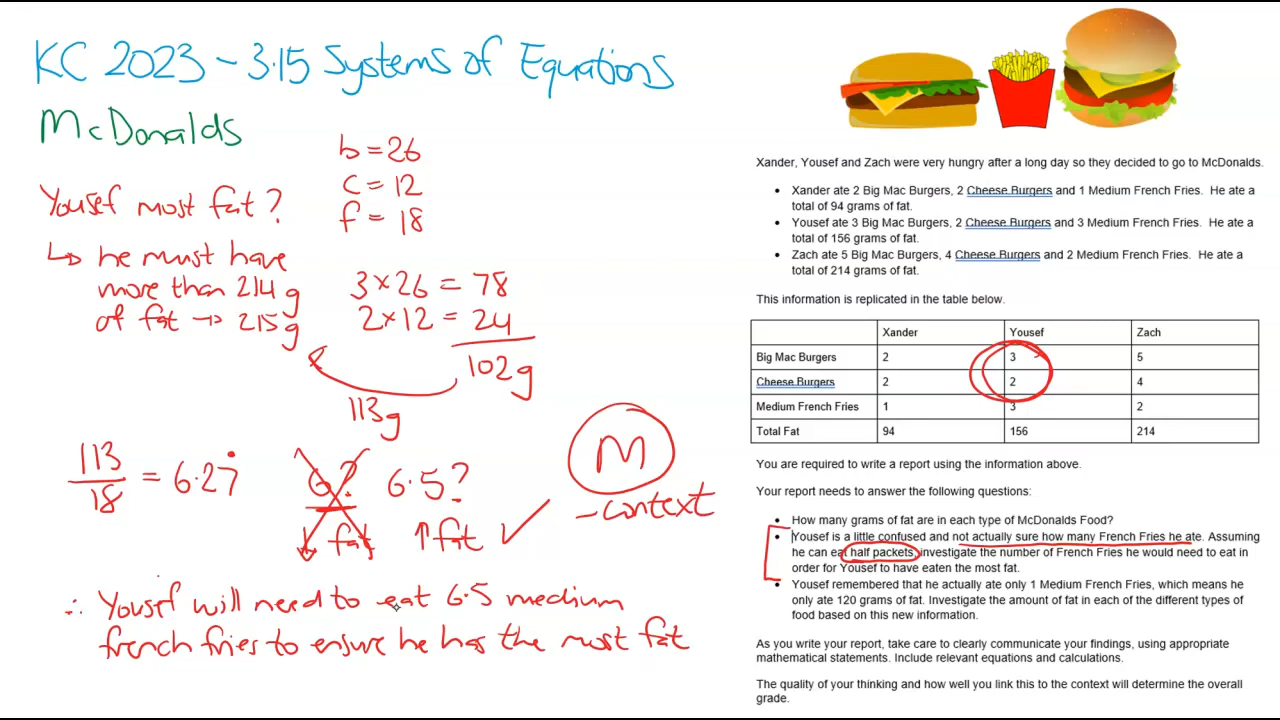 KC 2023 - 3.15 Systems of Equations
McDonalds
Yousef most fat?
↳ he must have
more than 214g
of fat → 215g
b = 26
c = 12
f = 18
3 × 26 = 78
2 × 12 = 24
102g
113g
113/18 = 6.27̇
6? 6.5?
↓ fat ↑ fat ✓
M
- context
∴ Yousef will need to eat 6.5 medium
french fries to ensure he has the most fat
Xander, Yousef and Zach were very hungry after a long day so they decided to go to McDonalds.
• Xander ate 2 Big Mac Burgers, 2 Cheese Burgers and 1 Medium French Fries. He ate a
total of 94 grams of fat.
• Yousef ate 3 Big Mac Burgers, 2 Cheese Burgers and 3 Medium French Fries. He ate a
total of 156 grams of fat.
• Zach ate 5 Big Mac Burgers, 4 Cheese Burgers and 2 Medium French Fries. He ate a
total of 214 grams of fat.
This information is replicated in the table below.
Xander Yousef Zach
Big Mac Burgers 2 3 5
Cheese Burgers 2 2 4
Medium French Fries 1 3 2
Total Fat 94 156 214
You are required to write a report using the information above.
Your report needs to answer the following questions:
• How many grams of fat are in each type of McDonalds Food?
• Yousef is a little confused and not actually sure how many French Fries he ate. Assuming
he can eat half packets, investigate the number of French Fries he would need to eat in
order for Yousef to have eaten the most fat.
• Yousef remembered that he actually ate only 1 Medium French Fries, which means he
only ate 120 grams of fat. Investigate the amount of fat in each of the different types of
food based on this new information.
As you write your report, take care to clearly communicate your findings, using appropriate
mathematical statements. Include relevant equations and calculations.
The quality of your thinking and how well you link this to the context will determine the overall
grade.